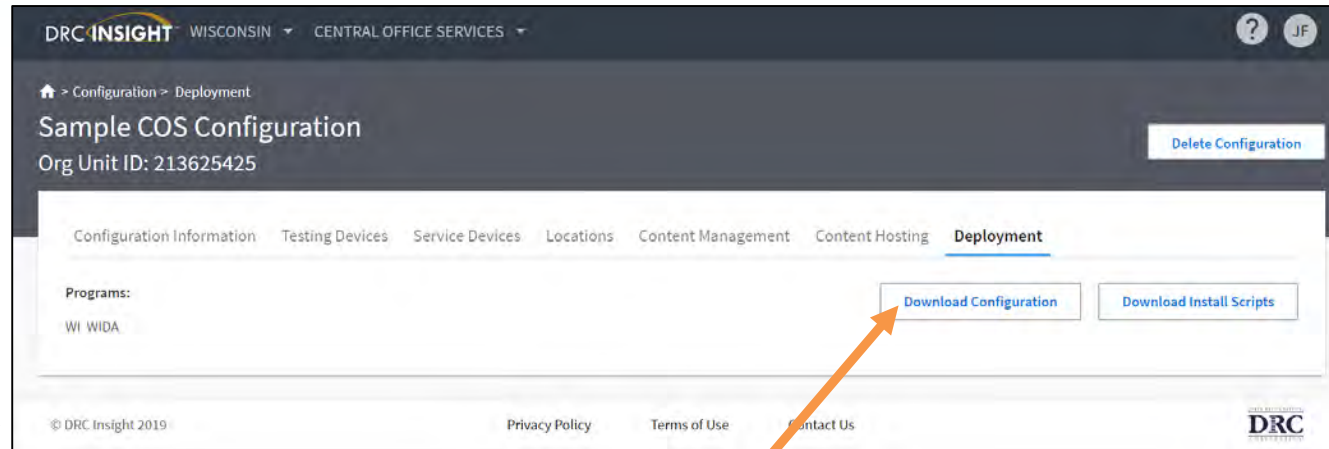 DRC INSIGHT WISCONSIN CENTRAL OFFICE SERVICES ? JF
> Configuration > Deployment
Sample COS Configuration
Delete Configuration
Org Unit ID: 213625425
Configuration Information Testing Devices Service Devices Locations Content Management Content Hosting Deployment
Programs:
Download Configuration Download Install Scripts
WI WIDA
© DRC Insight 2019 Privacy Policy Terms of Use ntact Us DRC